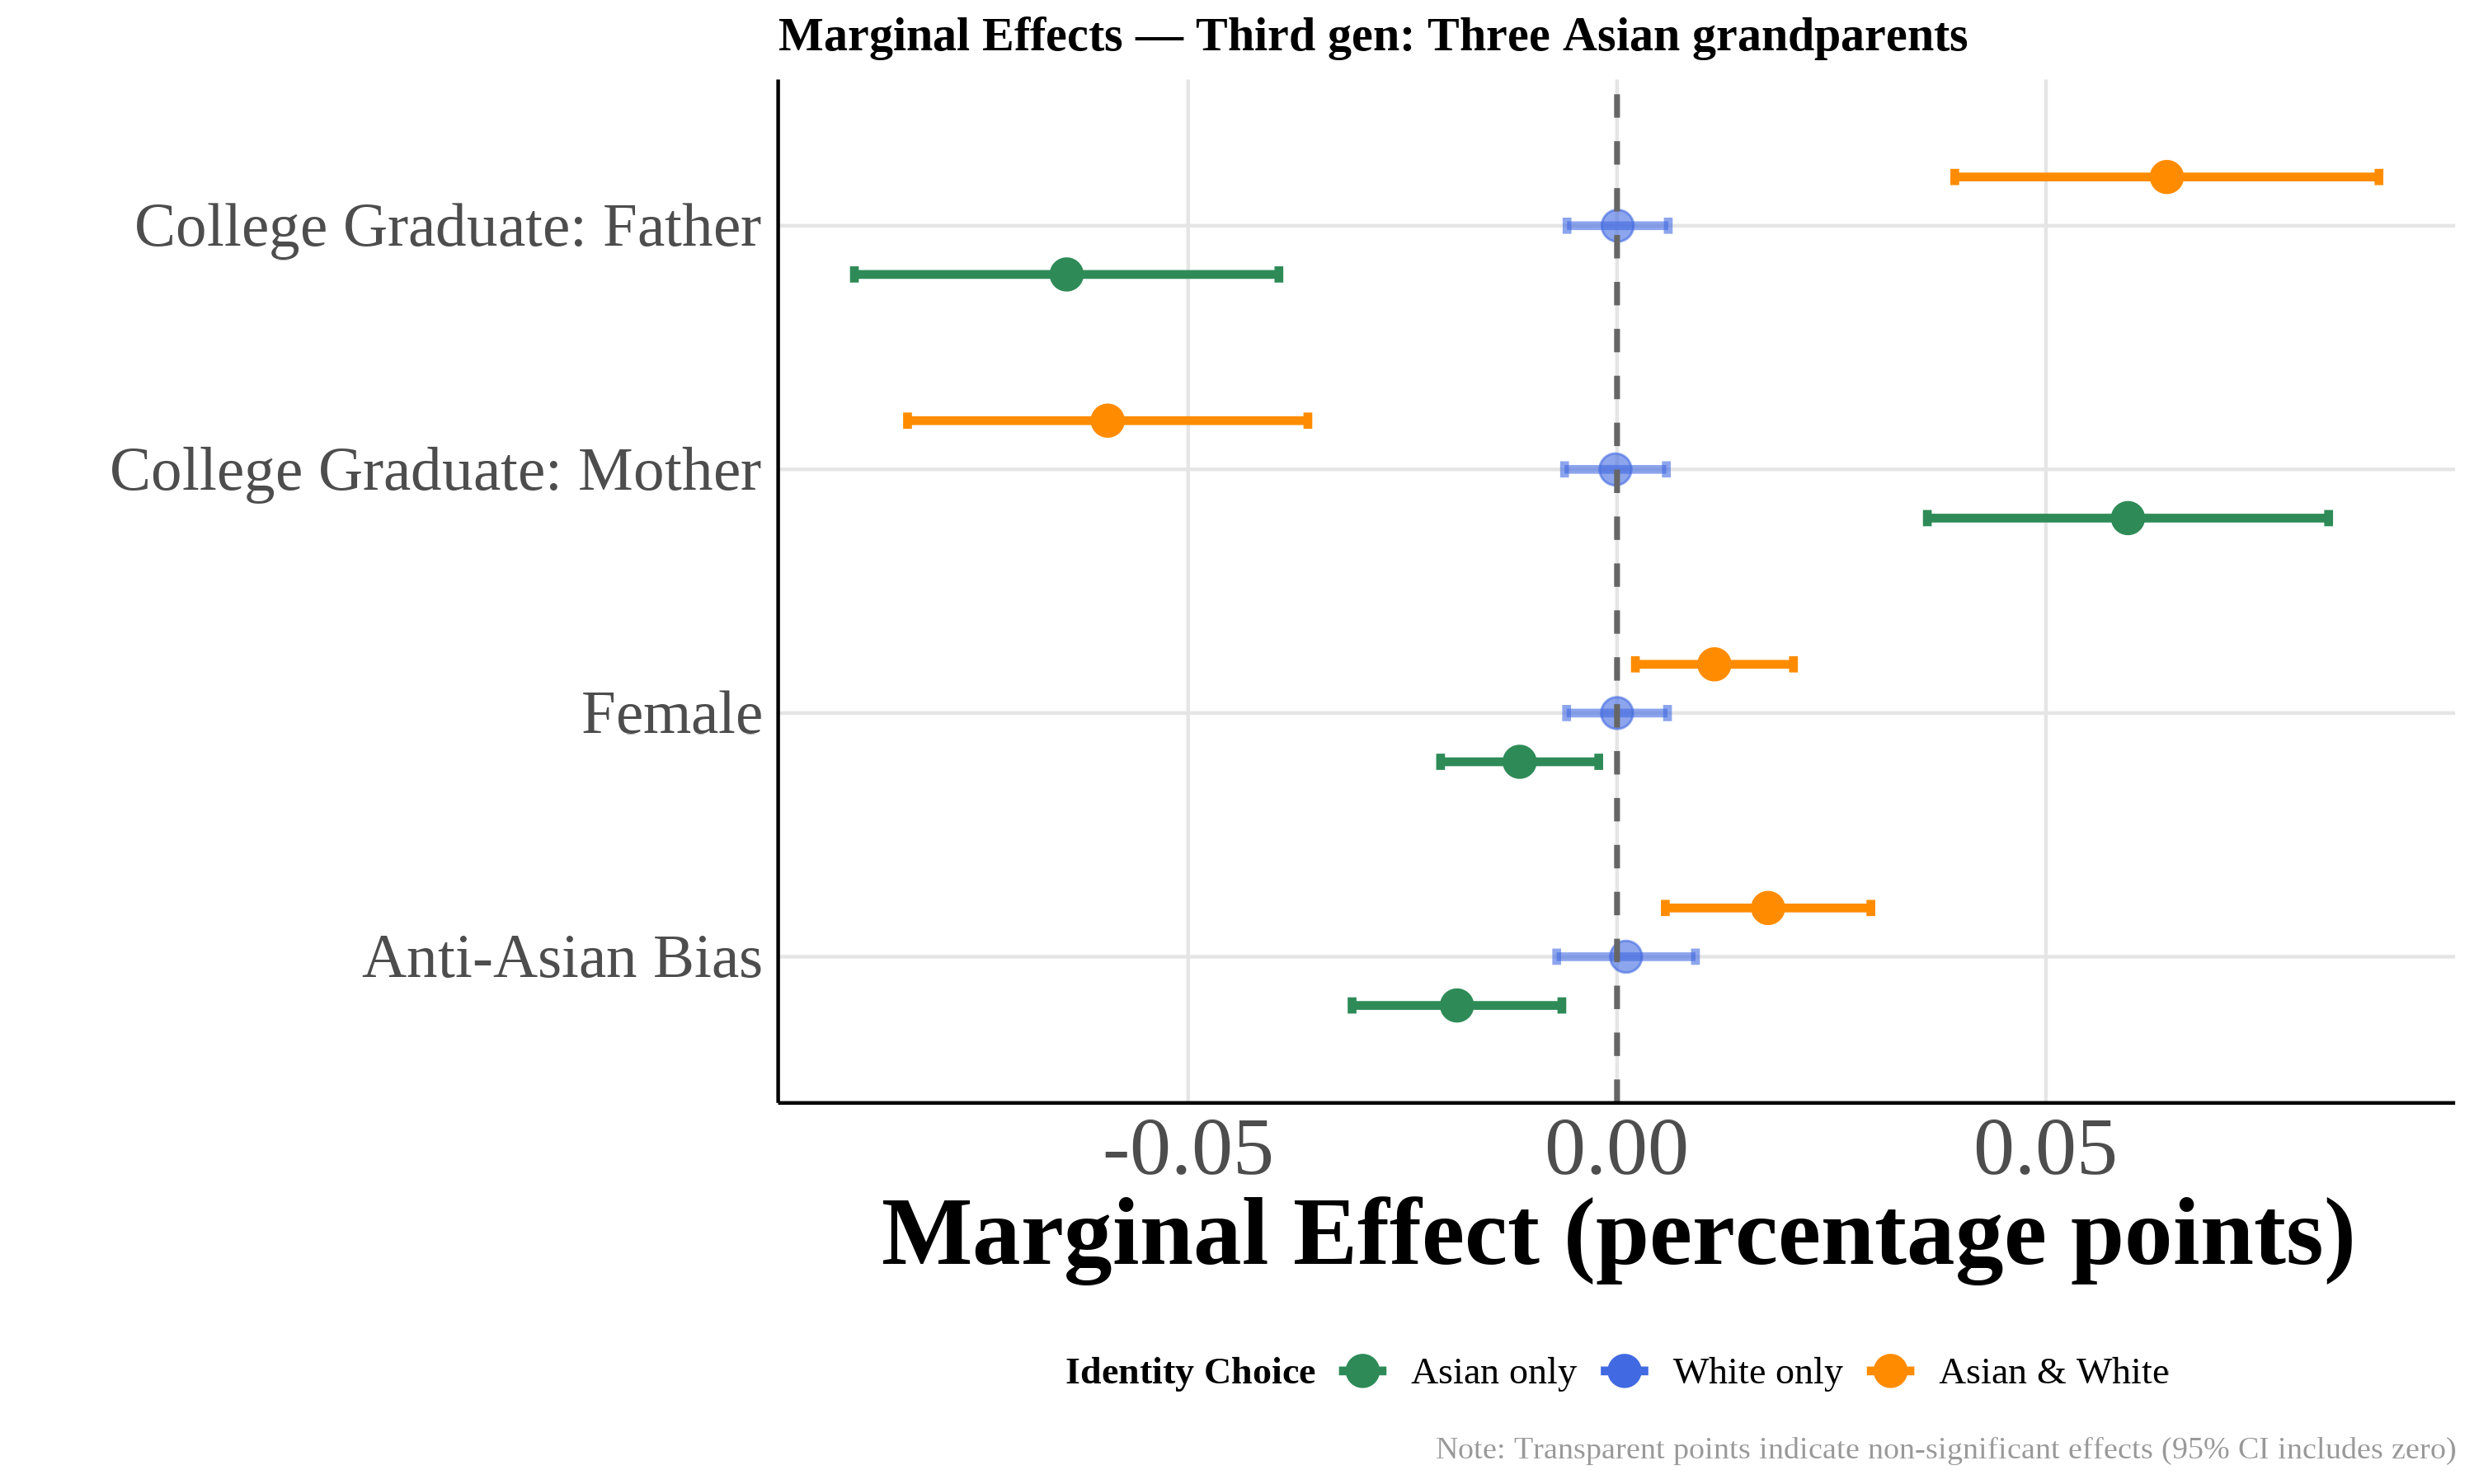 Marginal Effects — Third gen: Three Asian grandparents
College Graduate: Father
College Graduate: Mother
Female
Anti-Asian Bias
-0.05 0.00 0.05
Marginal Effect (percentage points)
Identity Choice Asian only White only Asian & White
Note: Transparent points indicate non-significant effects (95% CI includes zero)